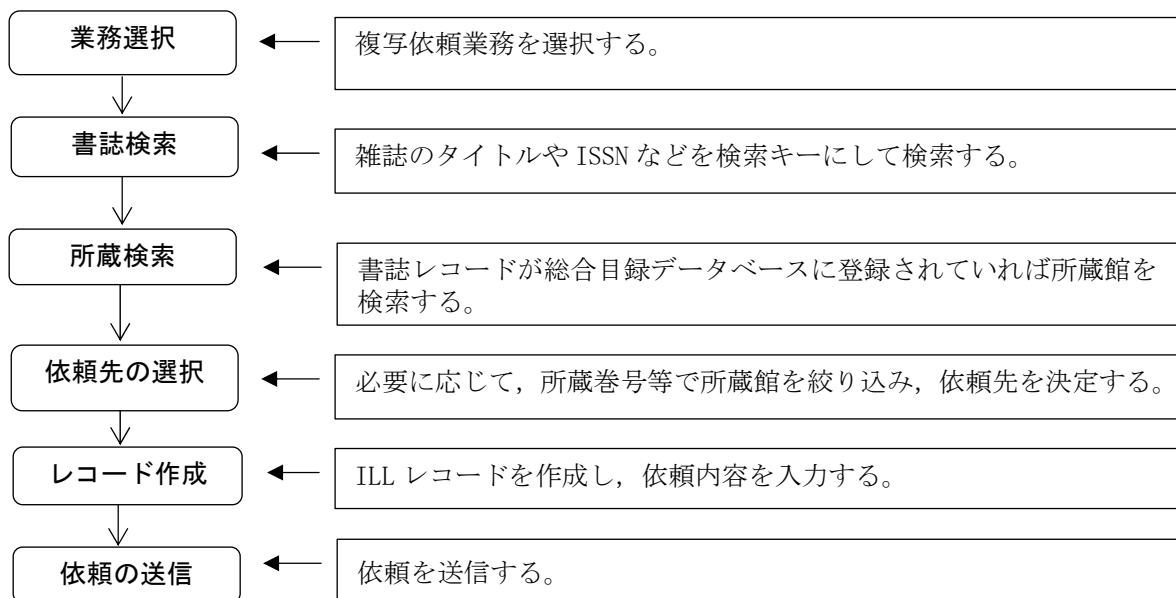 業務選択
複写依頼業務を選択する。
書誌検索
雑誌のタイトルや ISSN などを検索キーにして検索する。
所蔵検索
書誌レコードが総合目録データベースに登録されていれば所蔵館を
検索する。
依頼先の選択
必要に応じて，所蔵巻号等で所蔵館を絞り込み，依頼先を決定する。
レコード作成
ILL レコードを作成し，依頼内容を入力する。
依頼の送信
依頼を送信する。